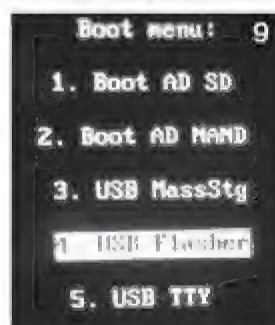 Boot menu: 9
1. Boot AD SD
2. Boot AD NAND
3. USB MassStg
4. USB Flasher
5. USB TTY